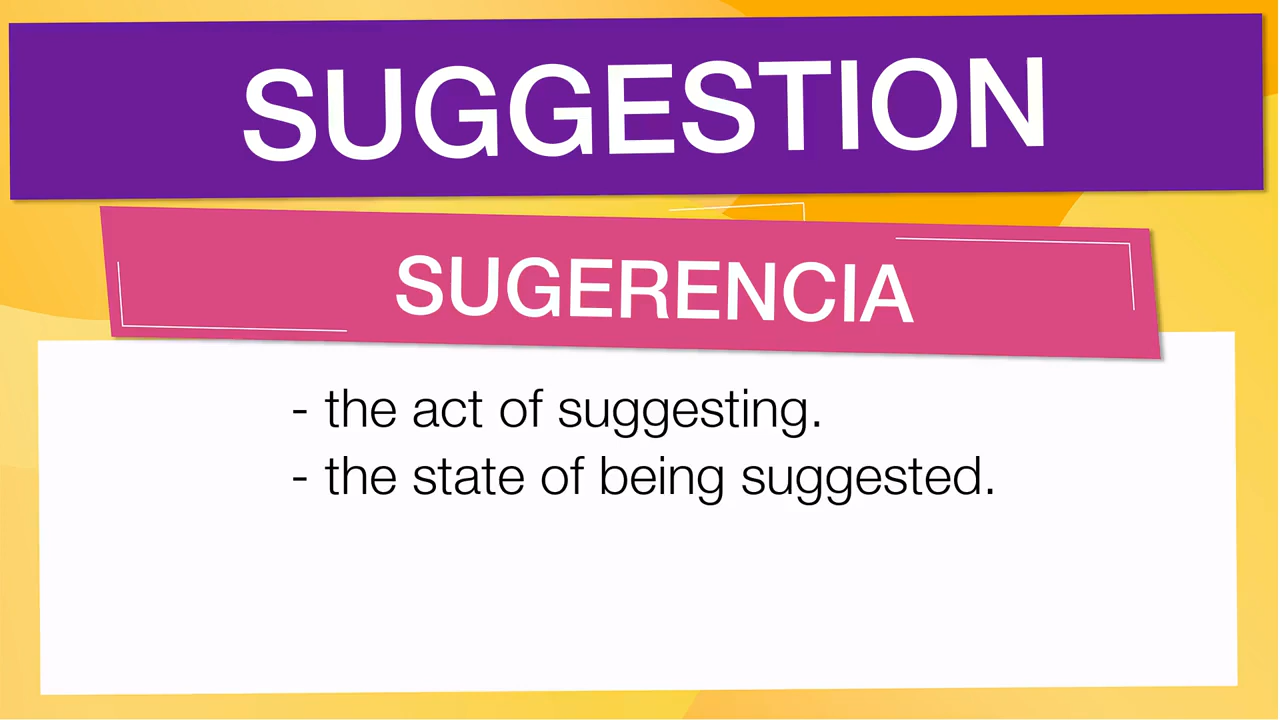 SUGGESTION
SUGERENCIA
- the act of suggesting.
- the state of being suggested.